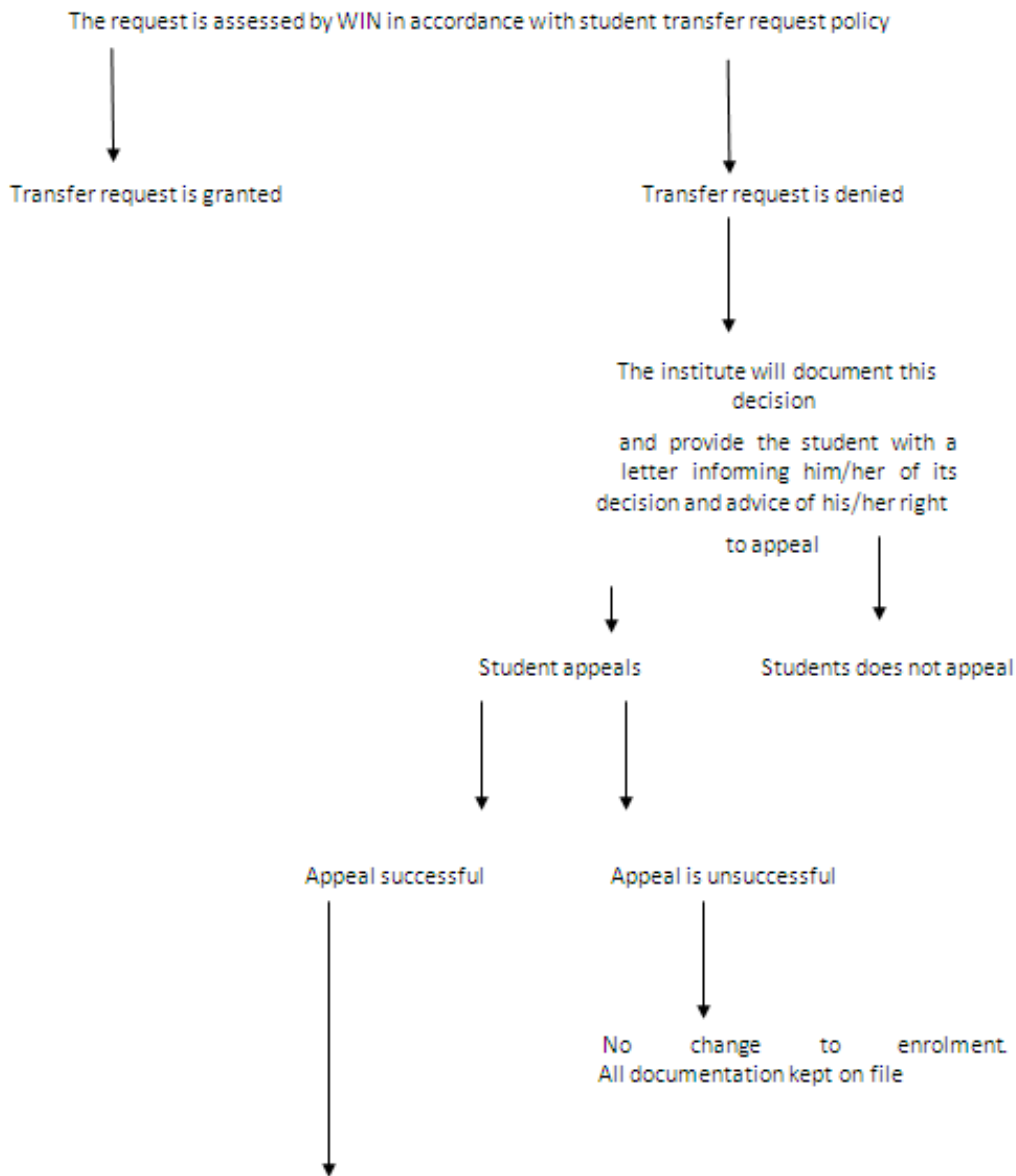 The request is assessed by WIN in accordance with student transfer request policy
Transfer request is granted
Transfer request is denied
The institute will document this
decision
and provide the student with a
letter informing him/her of its
decision and advice of his/her right
to appeal
Student appeals
Students does not appeal
Appeal successful
Appeal is unsuccessful
No change to enrolment.
All documentation kept on file